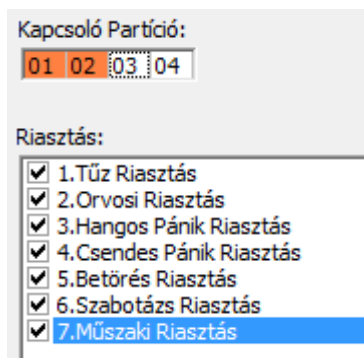 Kapcsoló Partíció:
01 02 03 04
Riasztás:
1.Tűz Riasztás
2.Orvosi Riasztás
3.Hangos Pánik Riasztás
4.Csendes Pánik Riasztás
5.Betörés Riasztás
6.Szabotázs Riasztás
7.Műszaki Riasztás